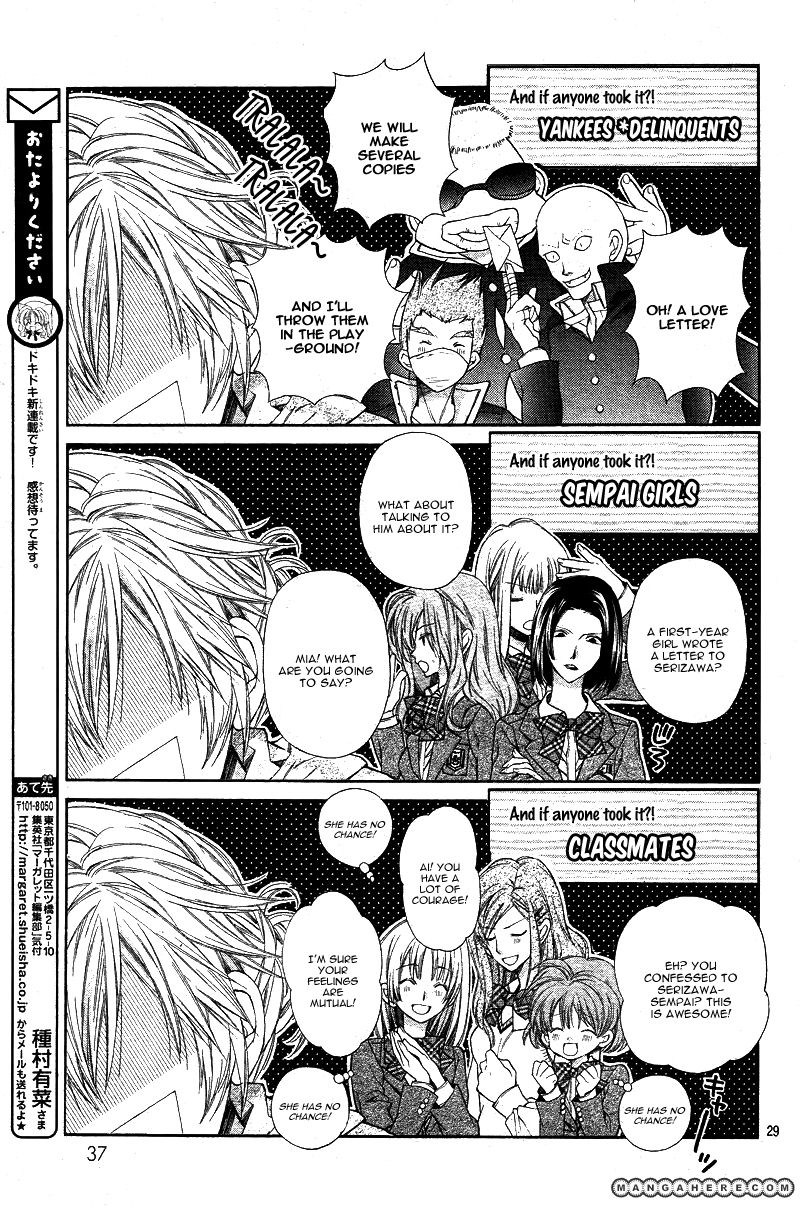 And if anyone took it?!
YANKEES *DELINQUENTS
OH! A LOVE
LETTER!
WE WILL
MAKE
SEVERAL
COPIES
TRALALA~
TRALALA~
AND I'LL
THROW THEM
IN THE PLAY
-GROUND!
And if anyone took it?!
SEMPAI GIRLS
A FIRST-YEAR
GIRL WROTE
A LETTER TO
SERIZAWA?
WHAT ABOUT
TALKING TO
HIM ABOUT IT?
MIA! WHAT
ARE YOU GOING
TO SAY?
じろ
And if anyone took it?!
CLASSMATES
EH? YOU
CONFESSED TO
SERIZAWA-
SEMPAI? THIS
IS AWESOME!
AI! YOU
HAVE A
LOT OF
COURAGE!
SHE HAS NO
CHANCE!
I'M SURE
YOUR
FEELINGS
ARE
MUTUAL!
SHE HAS NO
CHANCE!
SHE HAS NO
CHANCE!
キャーッ
おたよりください
ドキドキ新連載です! 感想待ってます。
あて先
〒101-8050
東京都千代田区一ツ橋2-5-10
集英社「マーガレット編集部」気付
http://margaret.shueisha.co.jp からメールも送れるよ★
種村有菜さま
29
37
MANGAHERE.COM